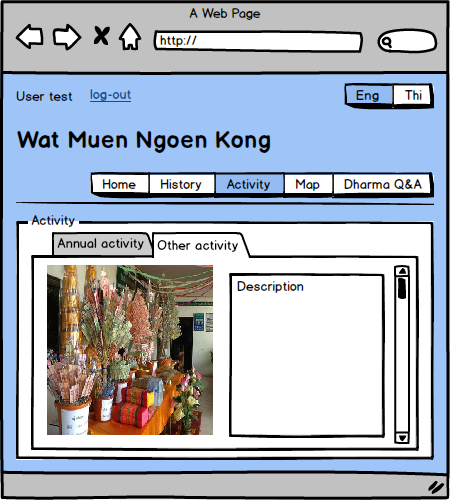 A Web Page
http://
User test log-out Eng Thi
Wat Muen Ngoen Kong
Home History Activity Map Dharma Q&A
Activity
Annual activity Other activity
Description